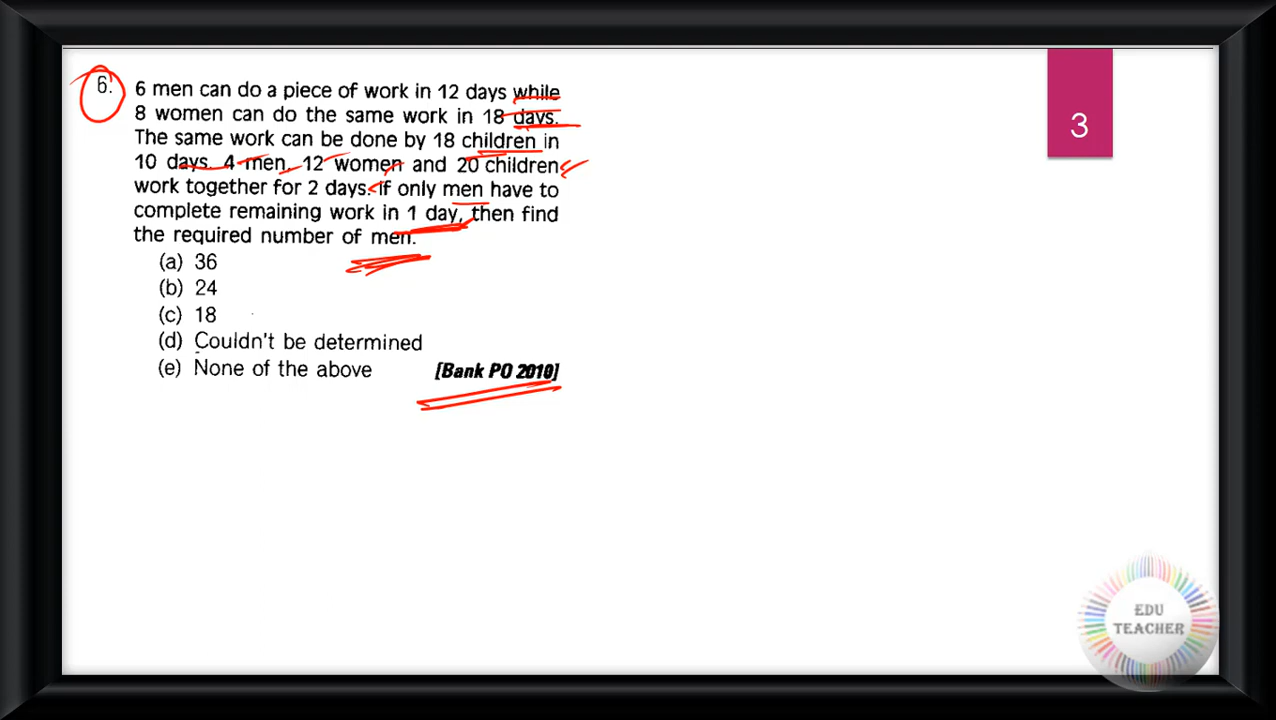 3
6. 6 men can do a piece of work in 12 days while
8 women can do the same work in 18 days.
The same work can be done by 18 children in
10 days. 4 men, 12 women and 20 children
work together for 2 days. If only men have to
complete remaining work in 1 day, then find
the required number of men.
(a) 36
(b) 24
(c) 18
(d) Couldn't be determined
(e) None of the above [Bank PO 2010]
EDU
TEACHER